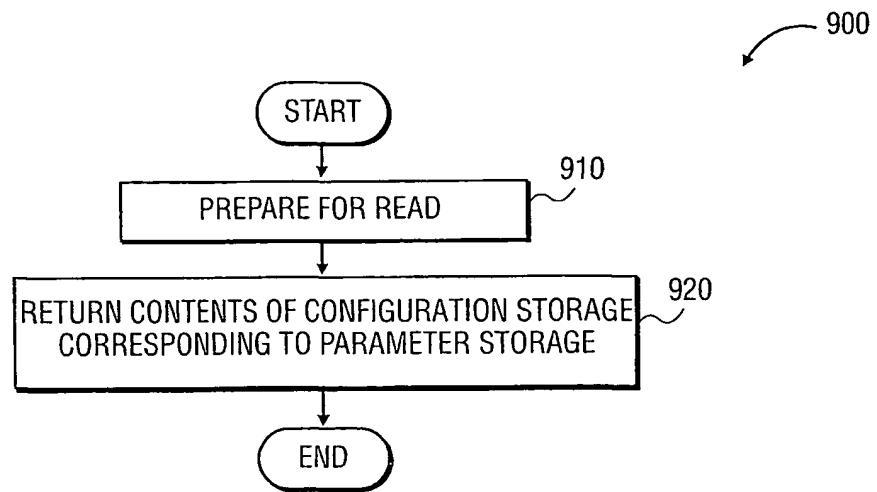 900
START
910
PREPARE FOR READ
920
RETURN CONTENTS OF CONFIGURATION STORAGE
CORRESPONDING TO PARAMETER STORAGE
END